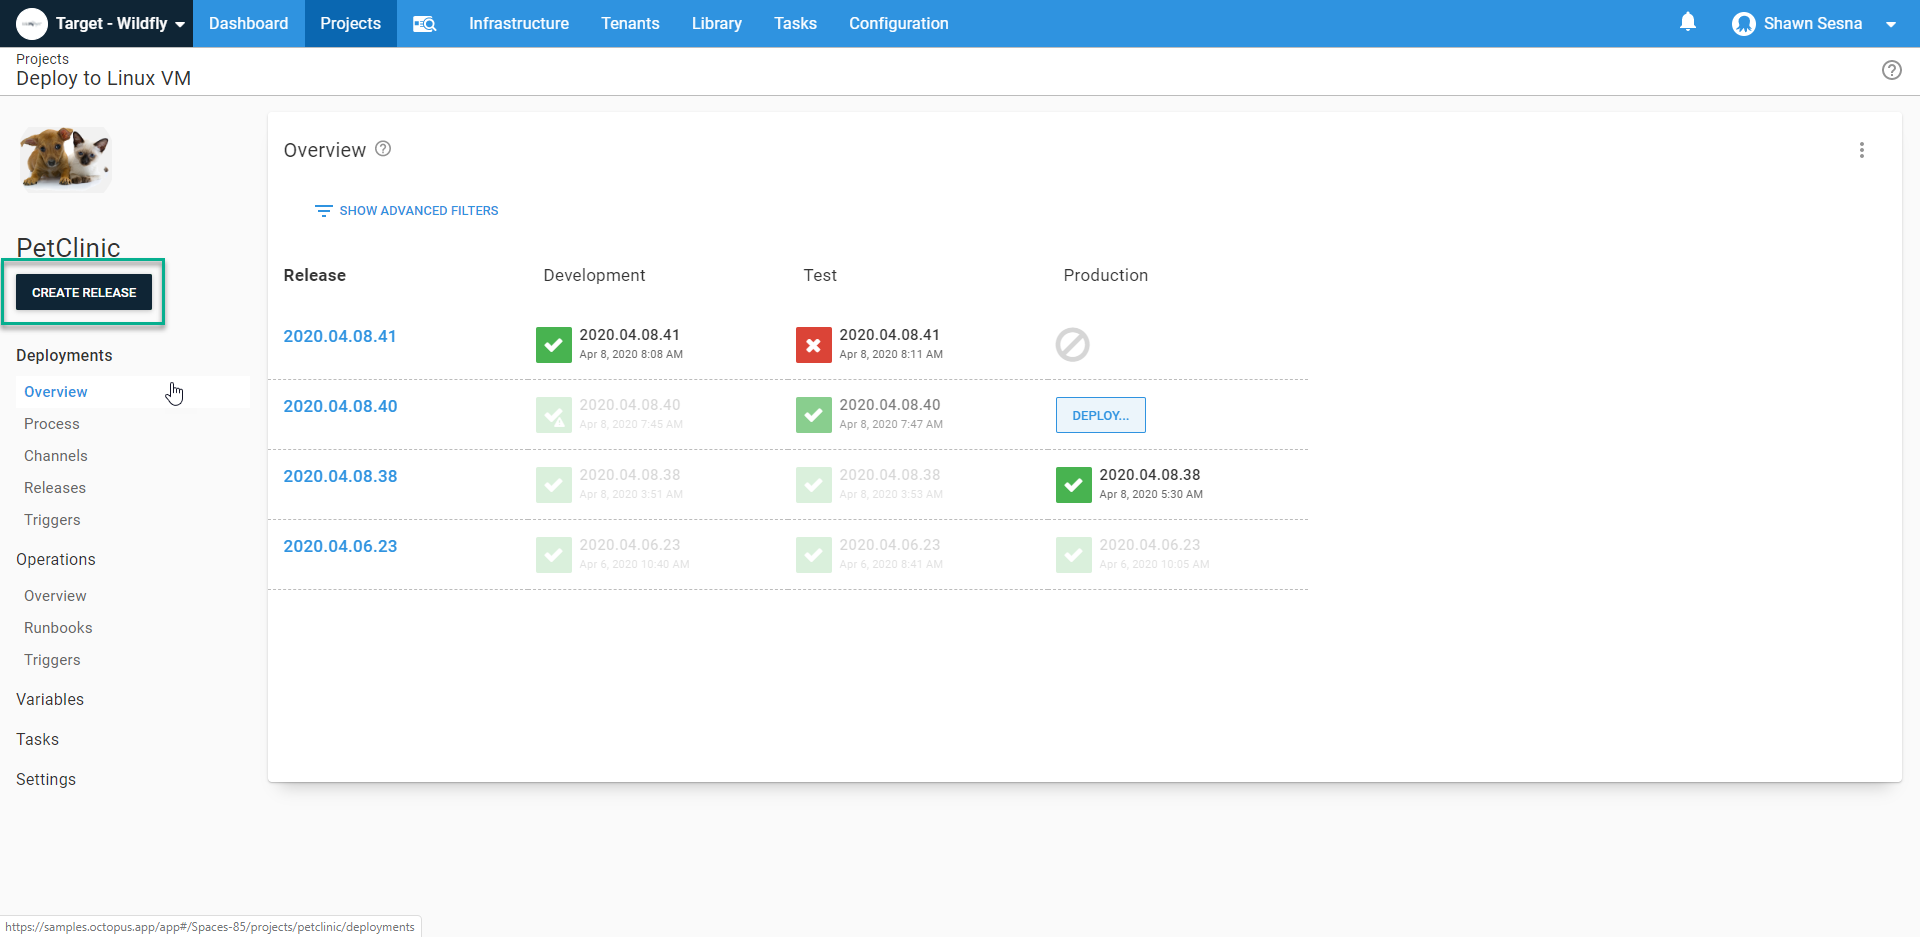 Target - Wildfly
Dashboard
Projects
Infrastructure
Tenants
Library
Tasks
Configuration
Shawn Sesna
Projects
Deploy to Linux VM
PetClinic
CREATE RELEASE
Deployments
Overview
Process
Channels
Releases
Triggers
Operations
Overview
Runbooks
Triggers
Variables
Tasks
Settings
Overview
SHOW ADVANCED FILTERS
Release Development Test Production
2020.04.08.41
2020.04.08.41
Apr 8, 2020 8:08 AM
2020.04.08.41
Apr 8, 2020 8:11 AM
2020.04.08.40
2020.04.08.40
Apr 8, 2020 7:45 AM
2020.04.08.40
Apr 8, 2020 7:47 AM
DEPLOY...
2020.04.08.38
2020.04.08.38
Apr 8, 2020 3:51 AM
2020.04.08.38
Apr 8, 2020 3:53 AM
2020.04.08.38
Apr 8, 2020 5:30 AM
2020.04.06.23
2020.04.06.23
Apr 6, 2020 10:40 AM
2020.04.06.23
Apr 6, 2020 8:41 AM
2020.04.06.23
Apr 6, 2020 10:05 AM
https://samples.octopus.app/app#/Spaces-85/projects/petclinic/deployments